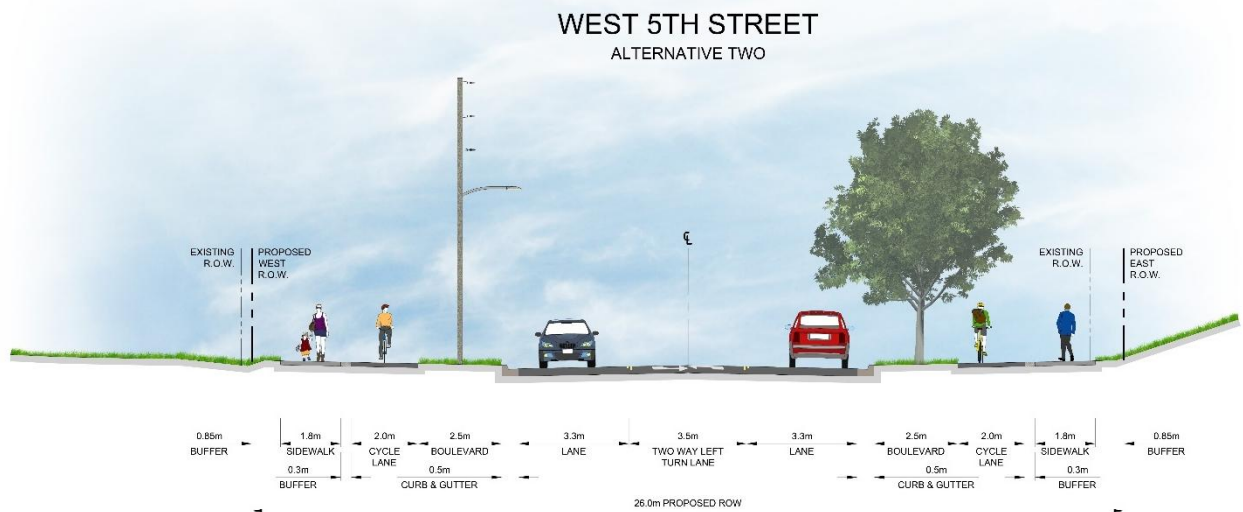 WEST 5TH STREET
ALTERNATIVE TWO
EXISTING
R.O.W.
PROPOSED
WEST
R.O.W.
℄
EXISTING
R.O.W.
PROPOSED
EAST
R.O.W.
0.85m
BUFFER
1.8m
SIDEWALK
2.0m
CYCLE
LANE
2.5m
BOULEVARD
3.3m
LANE
3.5m
TWO WAY LEFT
TURN LANE
3.3m
LANE
2.5m
BOULEVARD
2.0m
CYCLE
LANE
1.8m
SIDEWALK
0.85m
BUFFER
0.3m
BUFFER
0.5m
CURB & GUTTER
0.5m
CURB & GUTTER
0.3m
BUFFER
26.0m PROPOSED ROW